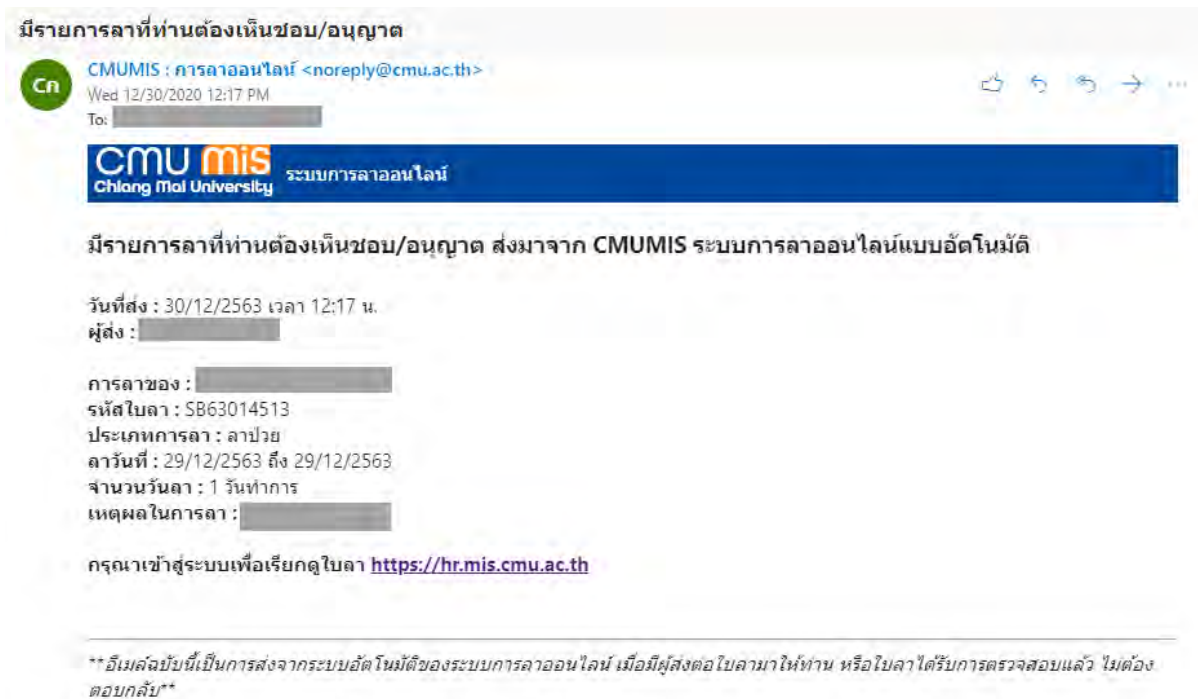 มีรายการลาที่ท่านต้องเห็นชอบ/อนุญาต
Cก
CMUMIS : การลาออนไลน์ <noreply@cmu.ac.th>
Wed 12/30/2020 12:17 PM
To:
CMU MIS
Chiang Mai University
ระบบการลาออนไลน์
มีรายการลาที่ท่านต้องเห็นชอบ/อนุญาต ส่งมาจาก CMUMIS ระบบการลาออนไลน์แบบอัตโนมัติ
วันที่ส่ง : 30/12/2563 เวลา 12:17 น.
ผู้ส่ง :
การลาของ :
รหัสใบลา : SB63014513
ประเภทการลา : ลาป่วย
ลาวันที่ : 29/12/2563 ถึง 29/12/2563
จำนวนวันลา : 1 วันทำการ
เหตุผลในการลา :
กรุณาเข้าสู่ระบบเพื่อเรียกดูใบลา https://hr.mis.cmu.ac.th
**อีเมล์ฉบับนี้เป็นการส่งจากระบบอัตโนมัติของระบบการลาออนไลน์ เมื่อมีผู้ส่งต่อใบลามาให้ท่าน หรือใบลาได้รับการตรวจสอบแล้ว ไม่ต้อง
ตอบกลับ**